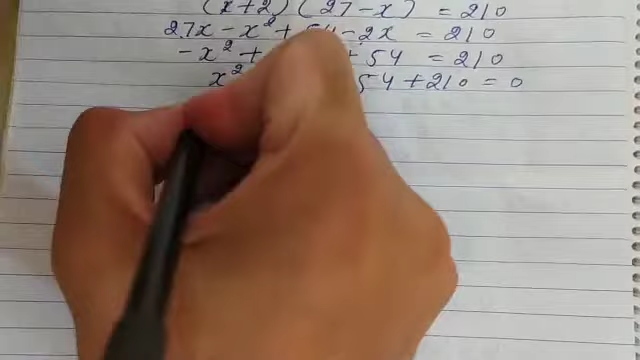 (x+2) (27-x) = 210
27x - x² + 54 - 2x = 210
-x² + + 54 = 210
x² 54 + 210 = 0